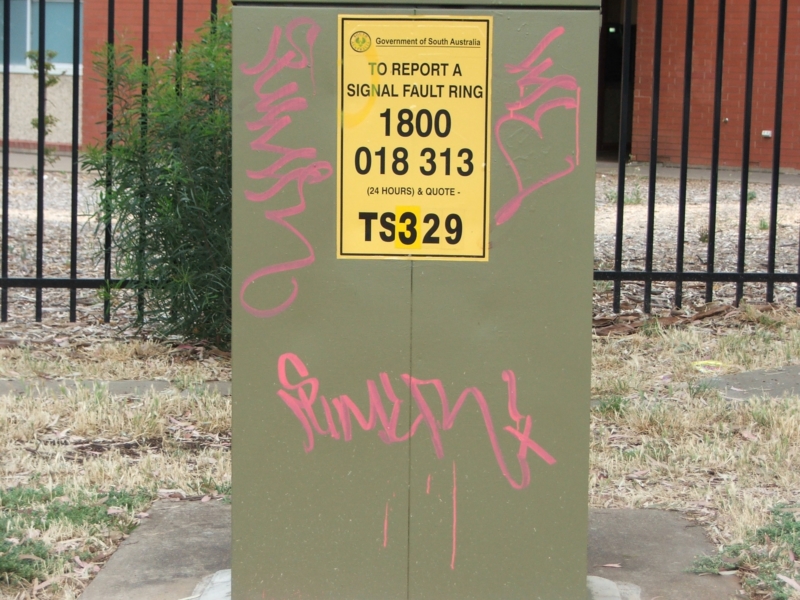 Government of South Australia
TO REPORT A
SIGNAL FAULT RING
1800
018 313
(24 HOURS) & QUOTE -
TS329